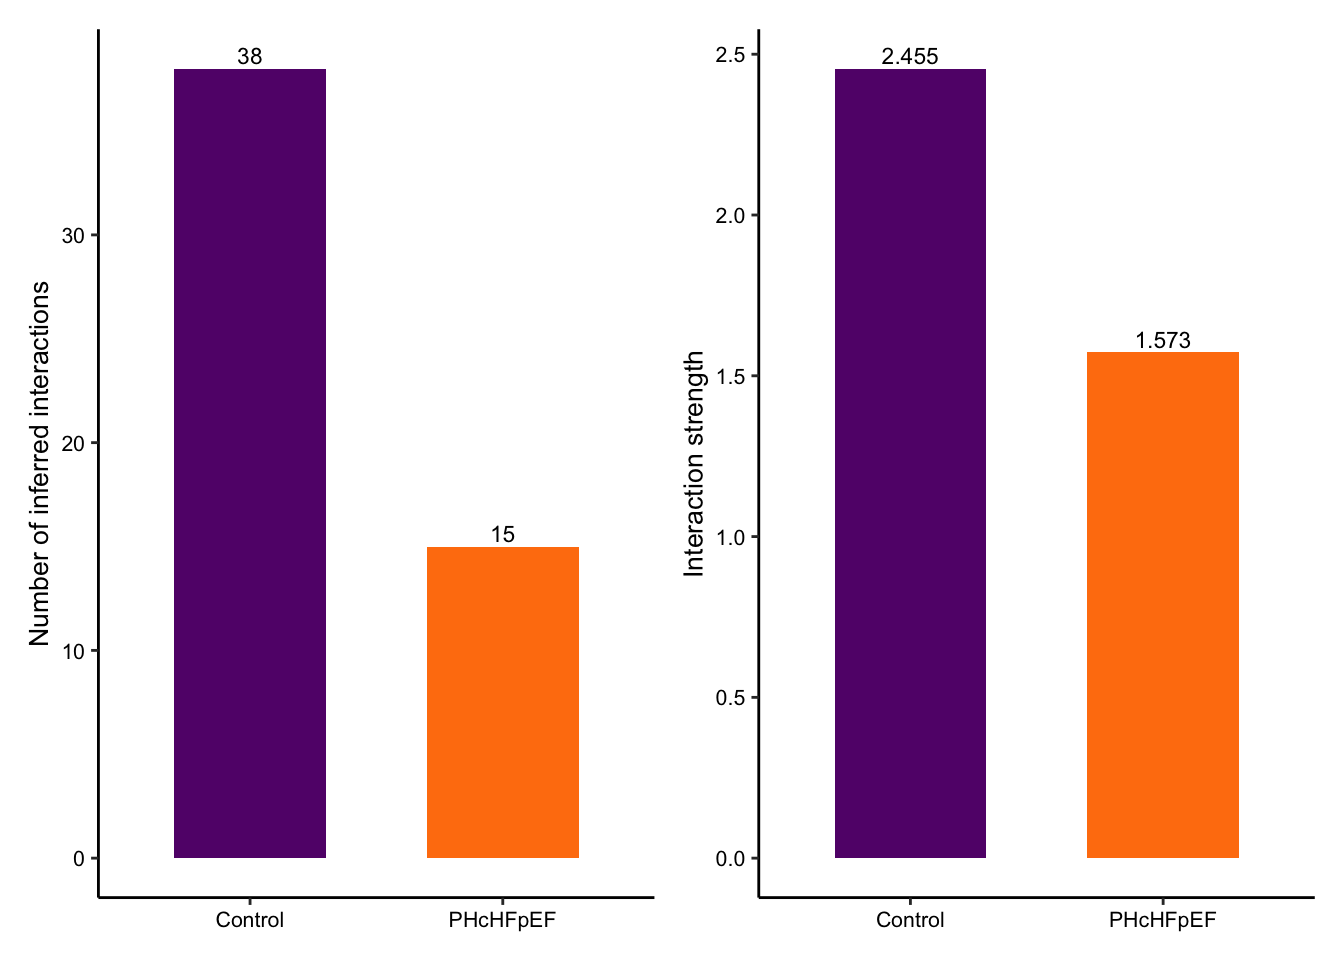 Number of inferred interactions
30
20
10
0
38
15
Control
PHcHFpEF
Interaction strength
2.5
2.0
1.5
1.0
0.5
0.0
2.455
1.573
Control
PHcHFpEF